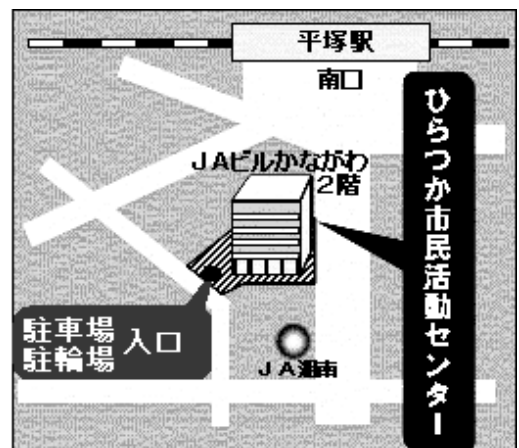 平塚駅
南口
JAビルかながわ
2階
ひらつか市民活動センター
駐車場
駐輪場
入口
JA湘南